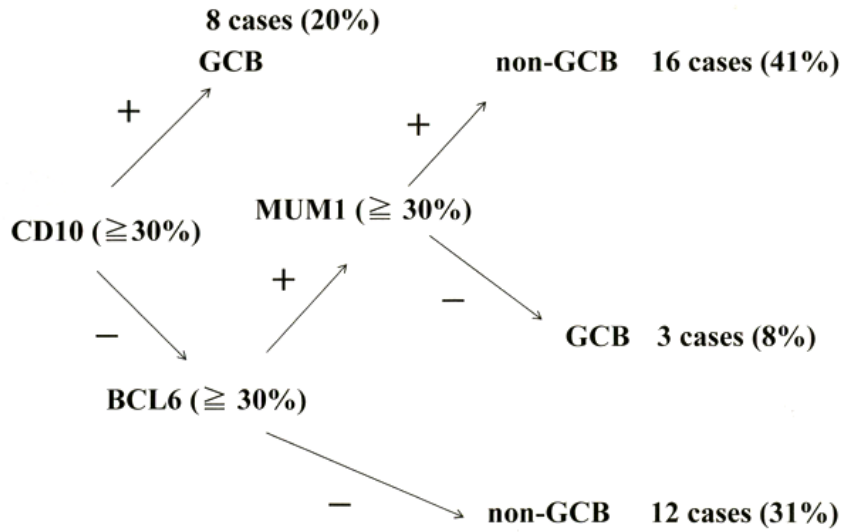 8 cases (20%)
GCB
non-GCB 16 cases (41%)
+
+
MUM1 (≧ 30%)
CD10 (≧30%)
+
−
−
GCB 3 cases (8%)
BCL6 (≧ 30%)
−
non-GCB 12 cases (31%)